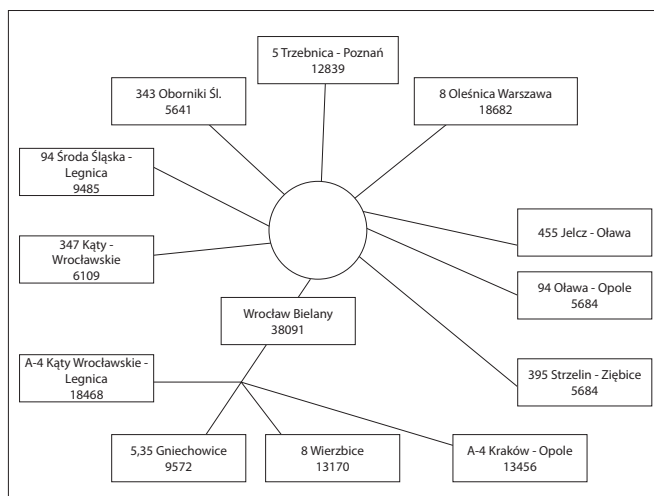 5 Trzebnica - Poznań
12839
343 Oborniki Śl.
5641
8 Oleśnica Warszawa
18682
94 Środa Śląska -
Legnica
9485
347 Kąty -
Wrocławskie
6109
455 Jelcz - Oława
94 Oława - Opole
5684
Wrocław Bielany
38091
A-4 Kąty Wrocławskie -
Legnica
18468
395 Strzelin - Ziębice
5684
5,35 Gniechowice
9572
8 Wierzbice
13170
A-4 Kraków - Opole
13456